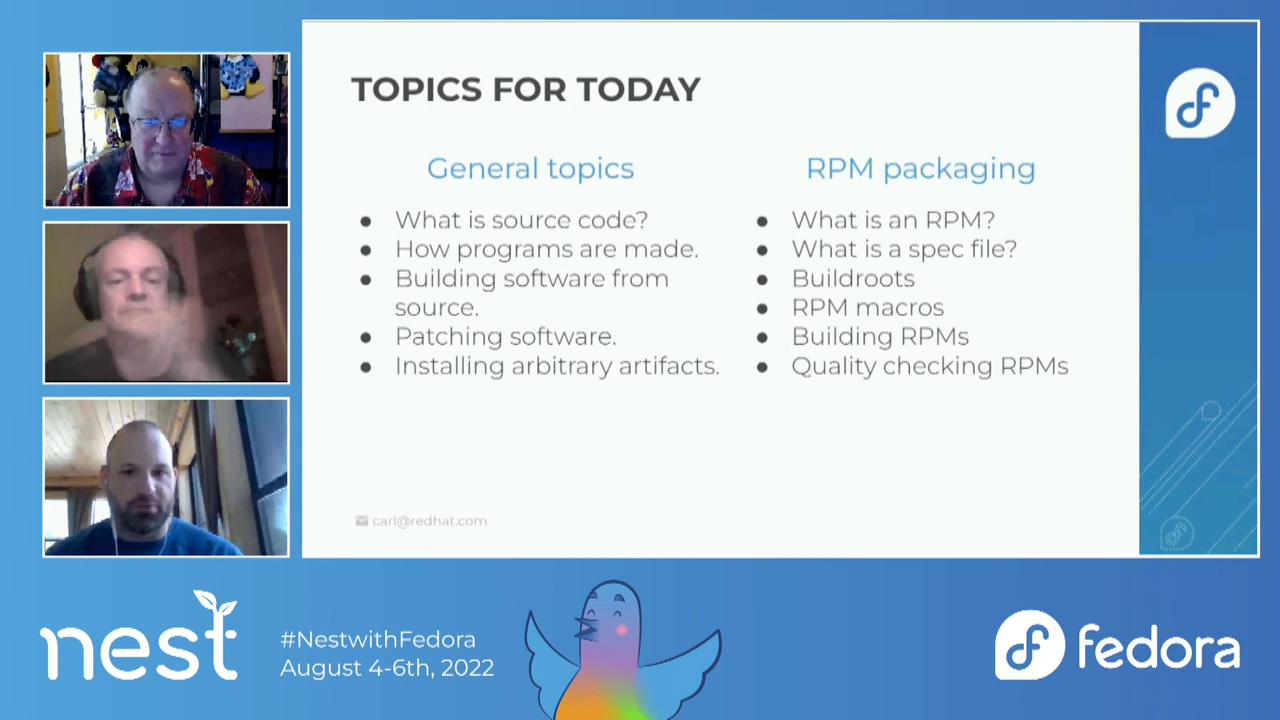 TOPICS FOR TODAY
General topics
● What is source code?
● How programs are made.
● Building software from
source.
● Patching software.
● Installing arbitrary artifacts.
RPM packaging
● What is an RPM?
● What is a spec file?
● Buildroots
● RPM macros
● Building RPMs
● Quality checking RPMs
carl@redhat.com
nest
#NestwithFedora
August 4-6th, 2022
fedora